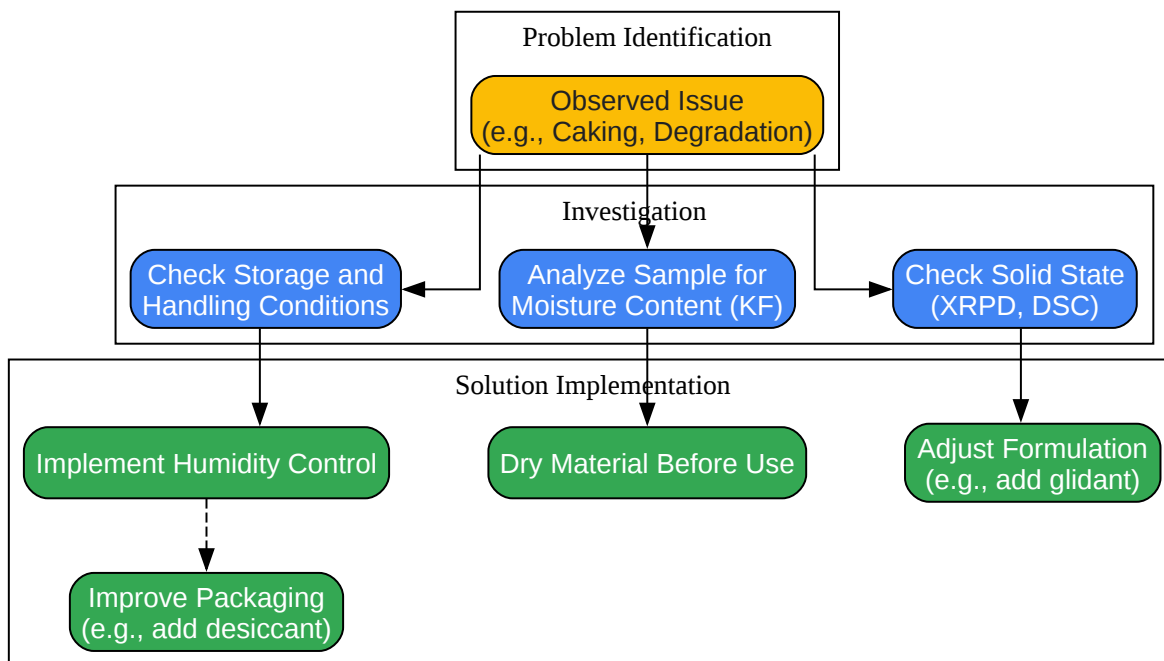 Problem Identification
Observed Issue
(e.g., Caking, Degradation)
Investigation
Check Storage and
Handling Conditions
Analyze Sample for
Moisture Content (KF)
Check Solid State
(XRPD, DSC)
Solution Implementation
Implement Humidity Control
Dry Material Before Use
Adjust Formulation
(e.g., add glidant)
Improve Packaging
(e.g., add desiccant)